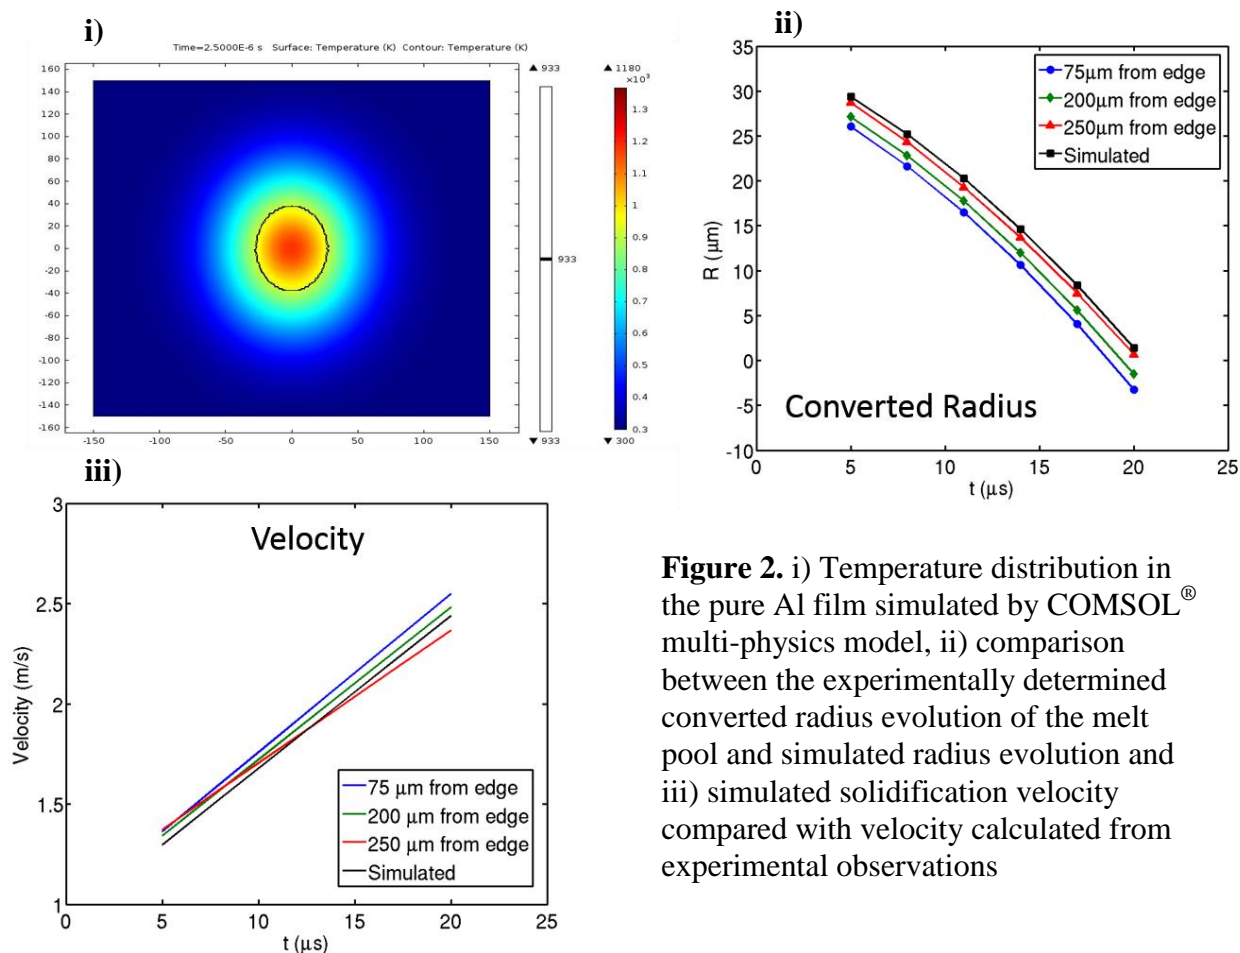 i)
Time=2.5000E-6 s Surface: Temperature (K) Contour: Temperature (K)
160
140
120
100
80
60
40
20
0
-20
-40
-60
-80
-100
-120
-140
-160
-150
-100
-50
0
50
100
150
▲ 933
933
▼ 933
▲ 1180
×10³
1.3
1.2
1.1
1
0.9
0.8
0.7
0.6
0.5
0.4
0.3
▼ 300
ii)
35
30
25
20
15
10
5
0
-5
-10
R (μm)
75μm from edge
200μm from edge
250μm from edge
Simulated
Converted Radius
0
5
10
15
20
25
t (μs)
iii)
3
2.5
2
1.5
1
Velocity (m/s)
Velocity
75 μm from edge
200 μm from edge
250 μm from edge
Simulated
0
5
10
15
20
25
t (μs)
Figure 2. i) Temperature distribution in
the pure Al film simulated by COMSOL®
multi-physics model, ii) comparison
between the experimentally determined
converted radius evolution of the melt
pool and simulated radius evolution and
iii) simulated solidification velocity
compared with velocity calculated from
experimental observations